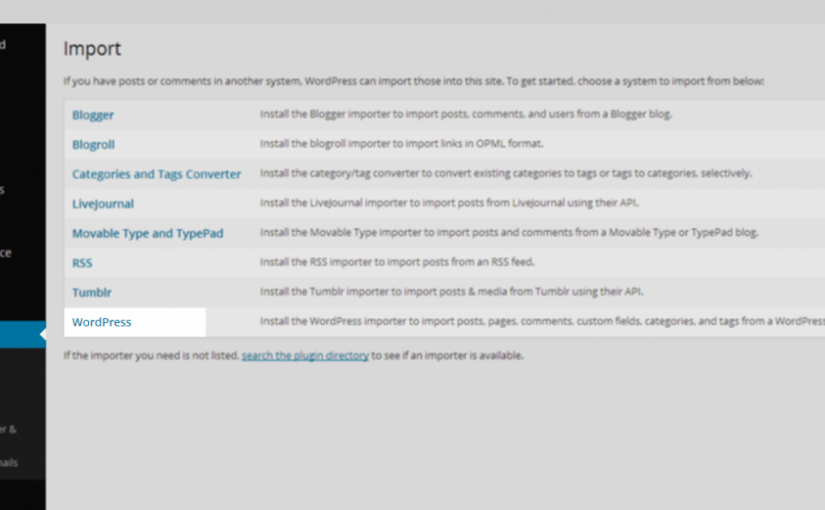 d
Import
If you have posts or comments in another system, WordPress can import those into this site. To get started, choose a system to import from below:
Blogger Install the Blogger importer to import posts, comments, and users from a Blogger blog.
Blogroll Install the blogroll importer to import links in OPML format.
Categories and Tags Converter Install the category/tag converter to convert existing categories to tags or tags to categories, selectively.
s
LiveJournal Install the LiveJournal importer to import posts from LiveJournal using their API.
Movable Type and TypePad Install the Movable Type importer to import posts and comments from a Movable Type or TypePad blog.
ce
RSS Install the RSS importer to import posts from an RSS feed.
Tumblr Install the Tumblr importer to import posts & media from Tumblr using their API.
WordPress Install the WordPress importer to import posts, pages, comments, custom fields, categories, and tags from a WordPress
If the importer you need is not listed, search the plugin directory to see if an importer is available.
er &
nails